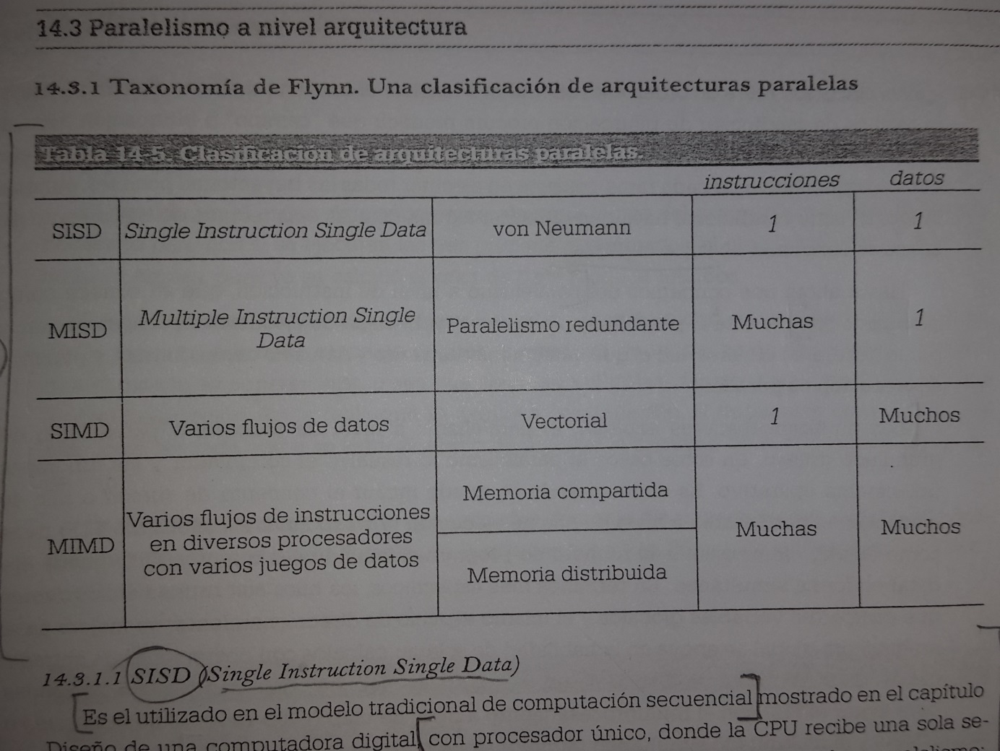 14.3 Paralelismo a nivel arquitectura
14.3.1 Taxonomía de Flynn. Una clasificación de arquitecturas paralelas
Tabla 14-5. Clasificación de arquitecturas paralelas.
instrucciones datos
SISD Single Instruction Single Data von Neumann 1 1
MISD Multiple Instruction Single Data Paralelismo redundante Muchas 1
SIMD Varios flujos de datos Vectorial 1 Muchos
MIMD Varios flujos de instrucciones en diversos procesadores con varios juegos de datos Memoria compartida Memoria distribuida Muchas Muchos
14.3.1.1 SISD (Single Instruction Single Data)
Es el utilizado en el modelo tradicional de computación secuencial mostrado en el capítulo
Diseño de una computadora digital, con procesador único, donde la CPU recibe una sola se-